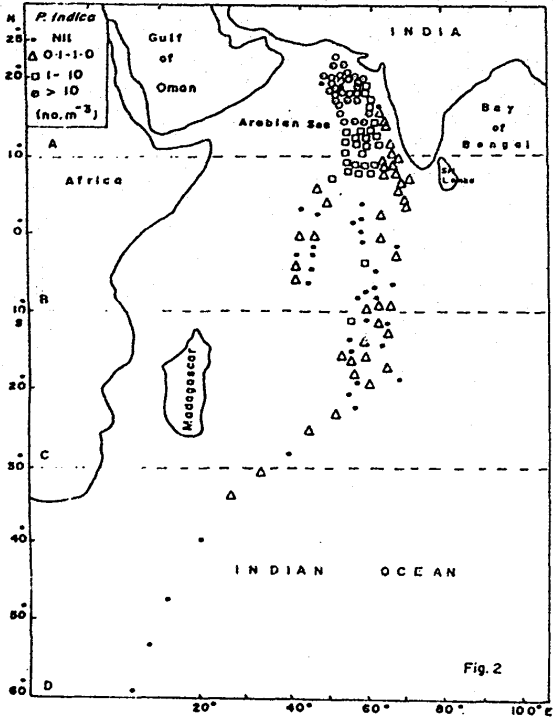 N
P. indica
• Nil
△ 0·1-1·0
□ 1- 10
o > 10
(no.m⁻³)
Gulf
of
Oman
INDIA
25°
20°
Arabian Sea
Bay
of
Bengal
A
10°
Africa
Sri
Lanka
0°
B
10°
S
Madagascar
20°
C
30°
40°
INDIAN OCEAN
50°
Fig. 2
60°
D
20° 40° 60° 80° 100°E